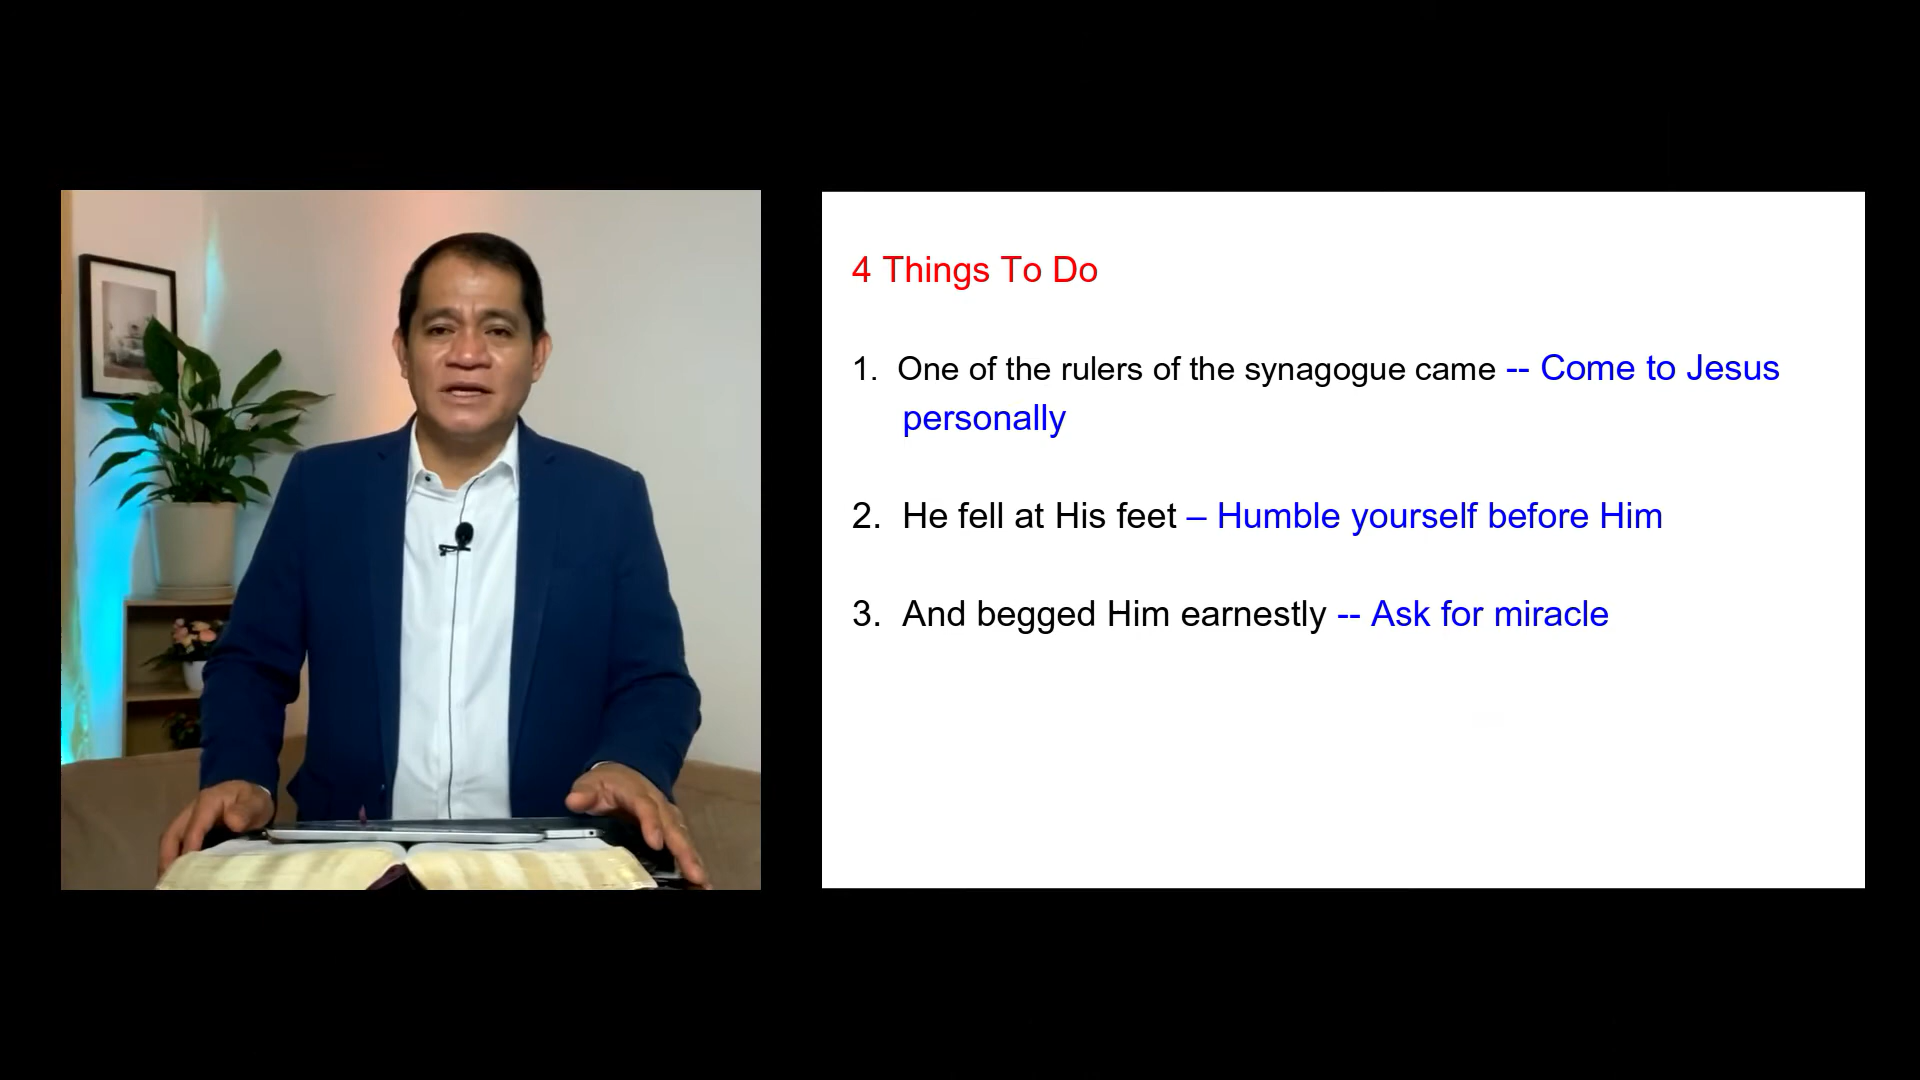 4 Things To Do
1. One of the rulers of the synagogue came -- Come to Jesus
personally
2. He fell at His feet – Humble yourself before Him
3. And begged Him earnestly -- Ask for miracle